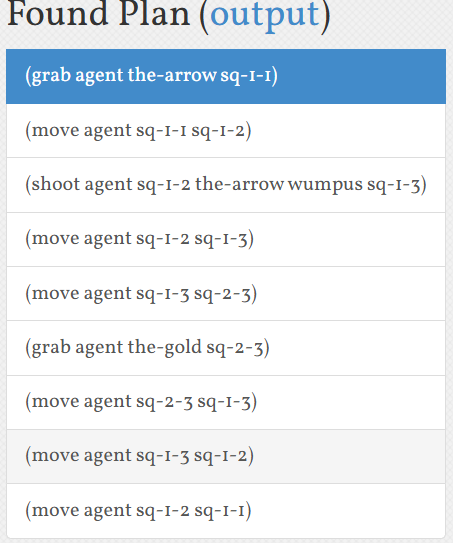 Found Plan (output)
(grab agent the-arrow sq-1-1)
(move agent sq-1-1 sq-1-2)
(shoot agent sq-1-2 the-arrow wumpus sq-1-3)
(move agent sq-1-2 sq-1-3)
(move agent sq-1-3 sq-2-3)
(grab agent the-gold sq-2-3)
(move agent sq-2-3 sq-1-3)
(move agent sq-1-3 sq-1-2)
(move agent sq-1-2 sq-1-1)